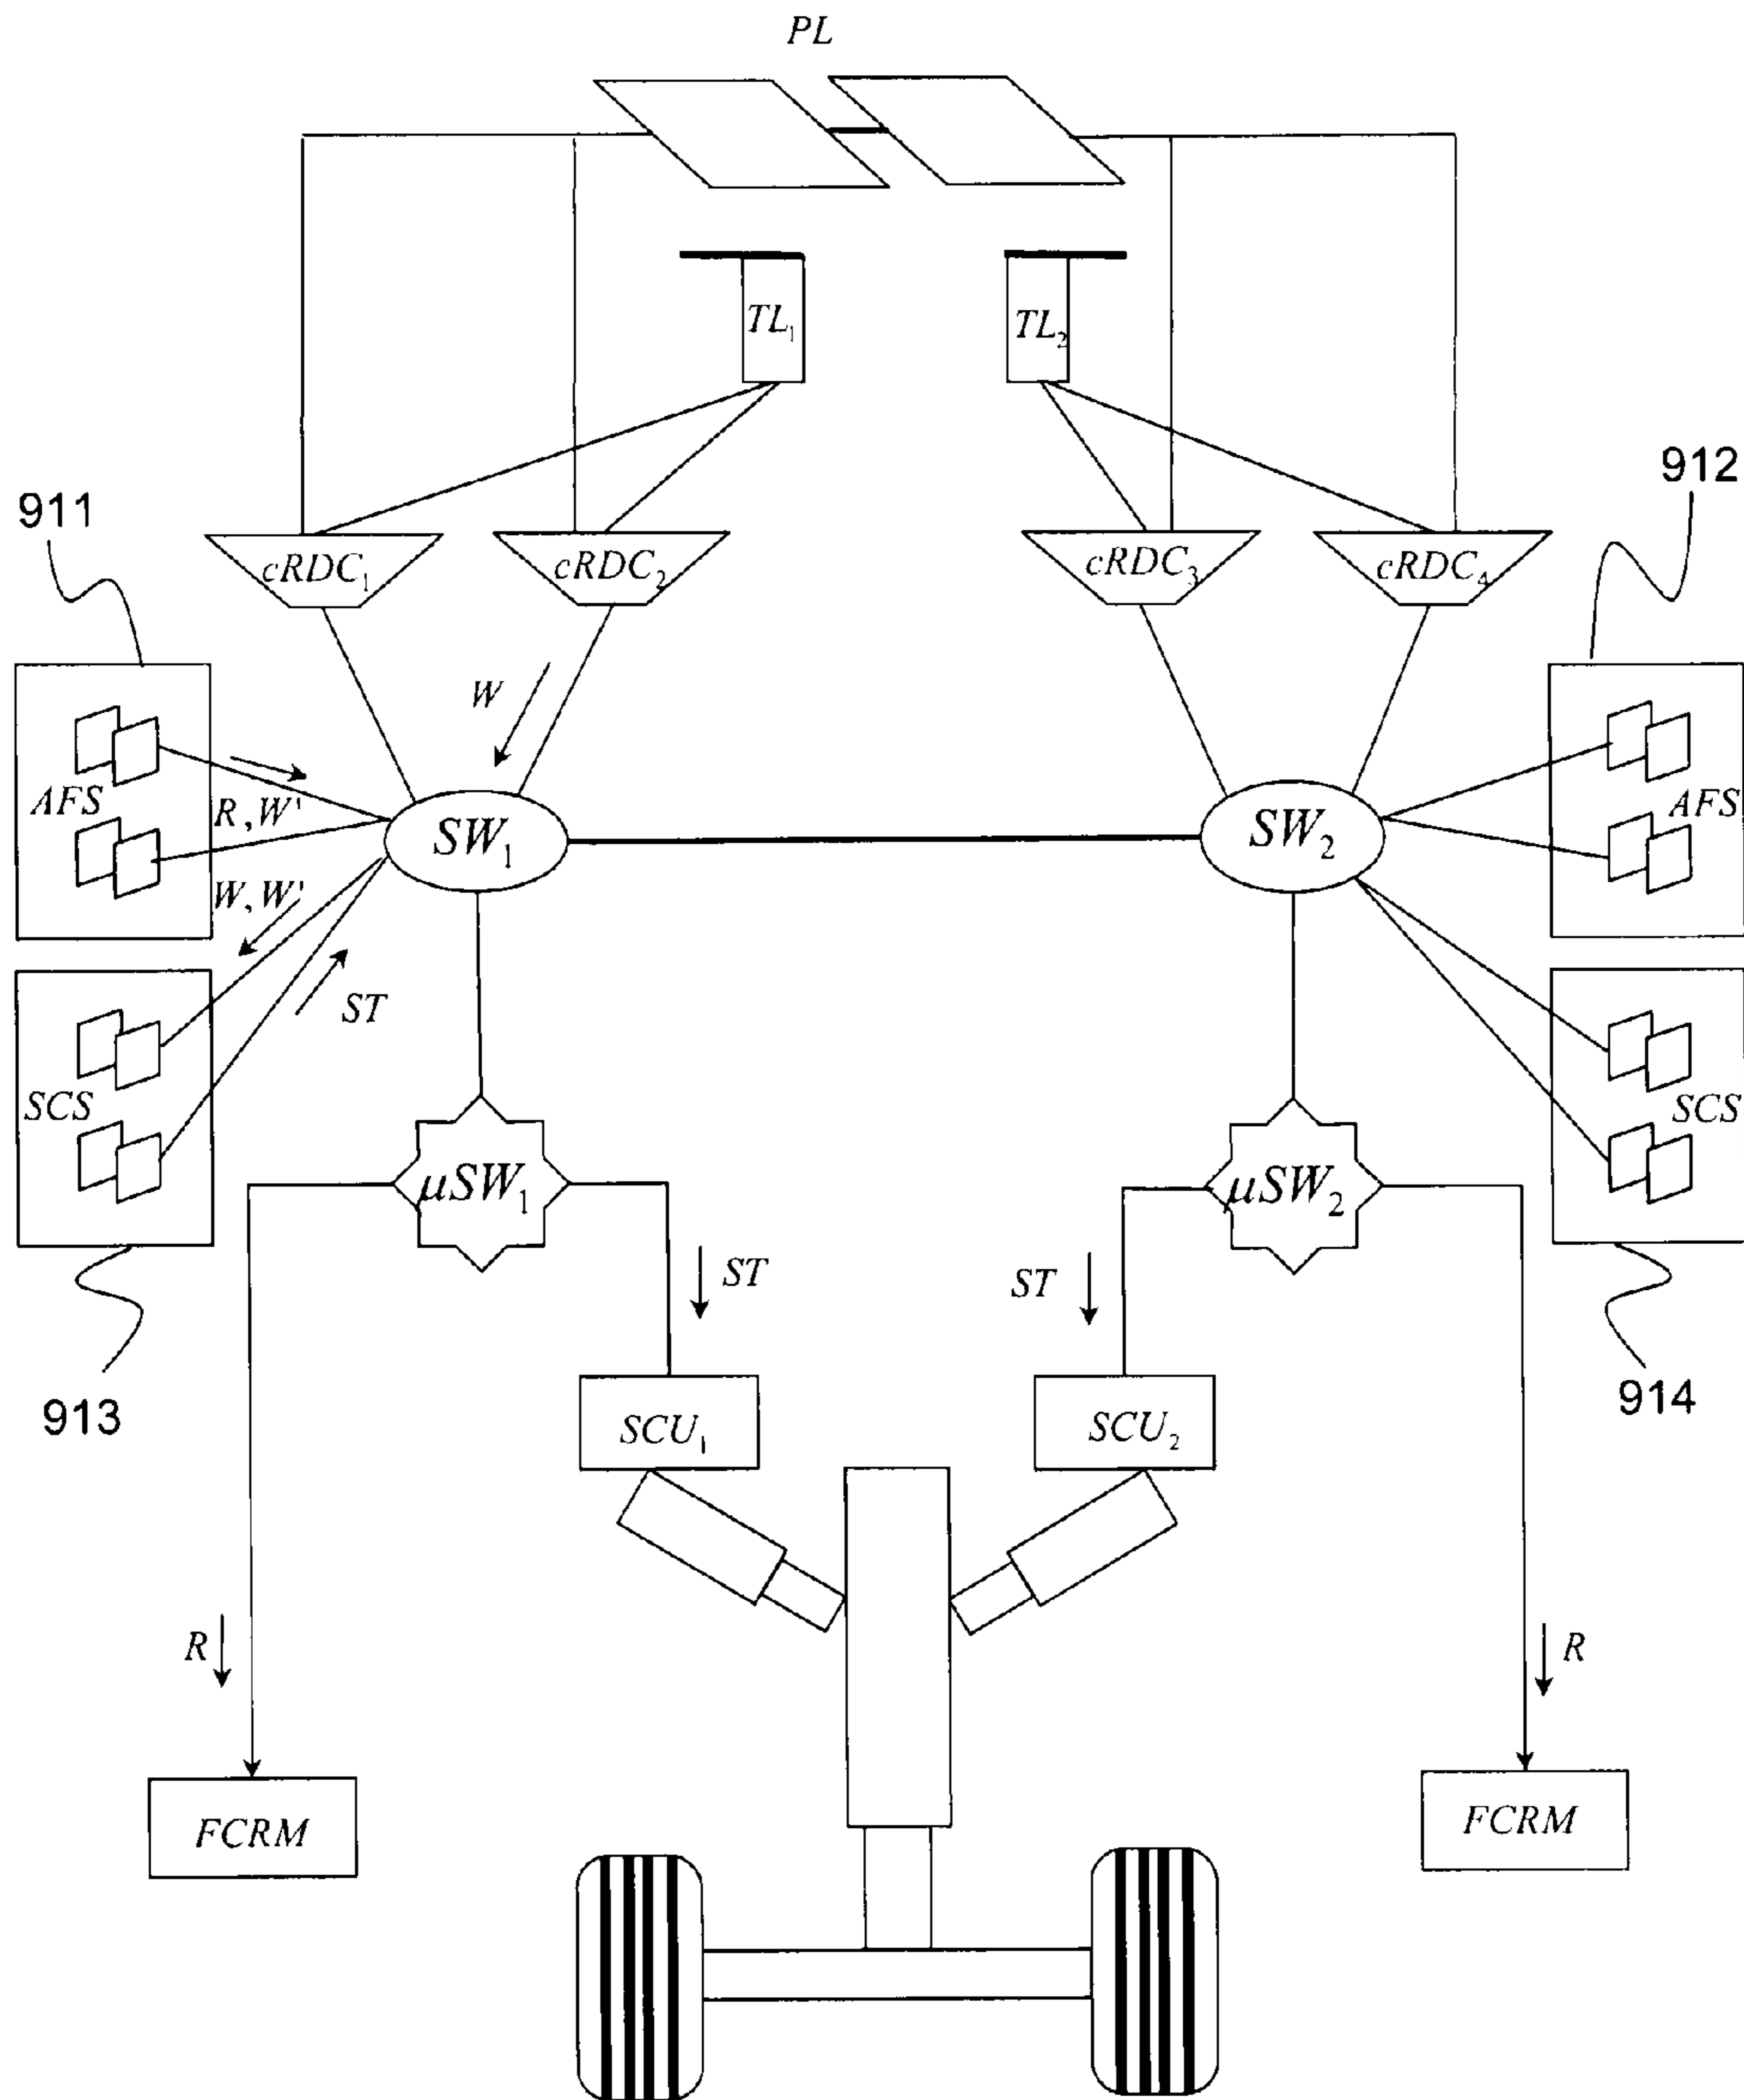 PL
TL₁
TL₂
911
912
cRDC₁
cRDC₂
cRDC₃
cRDC₄
W
AFS
R, W'
SW₁
SW₂
AFS
W, W'
ST
SCS
SCS
μSW₁
μSW₂
ST
ST
913
914
SCU₁
SCU₂
R
R
FCRM
FCRM